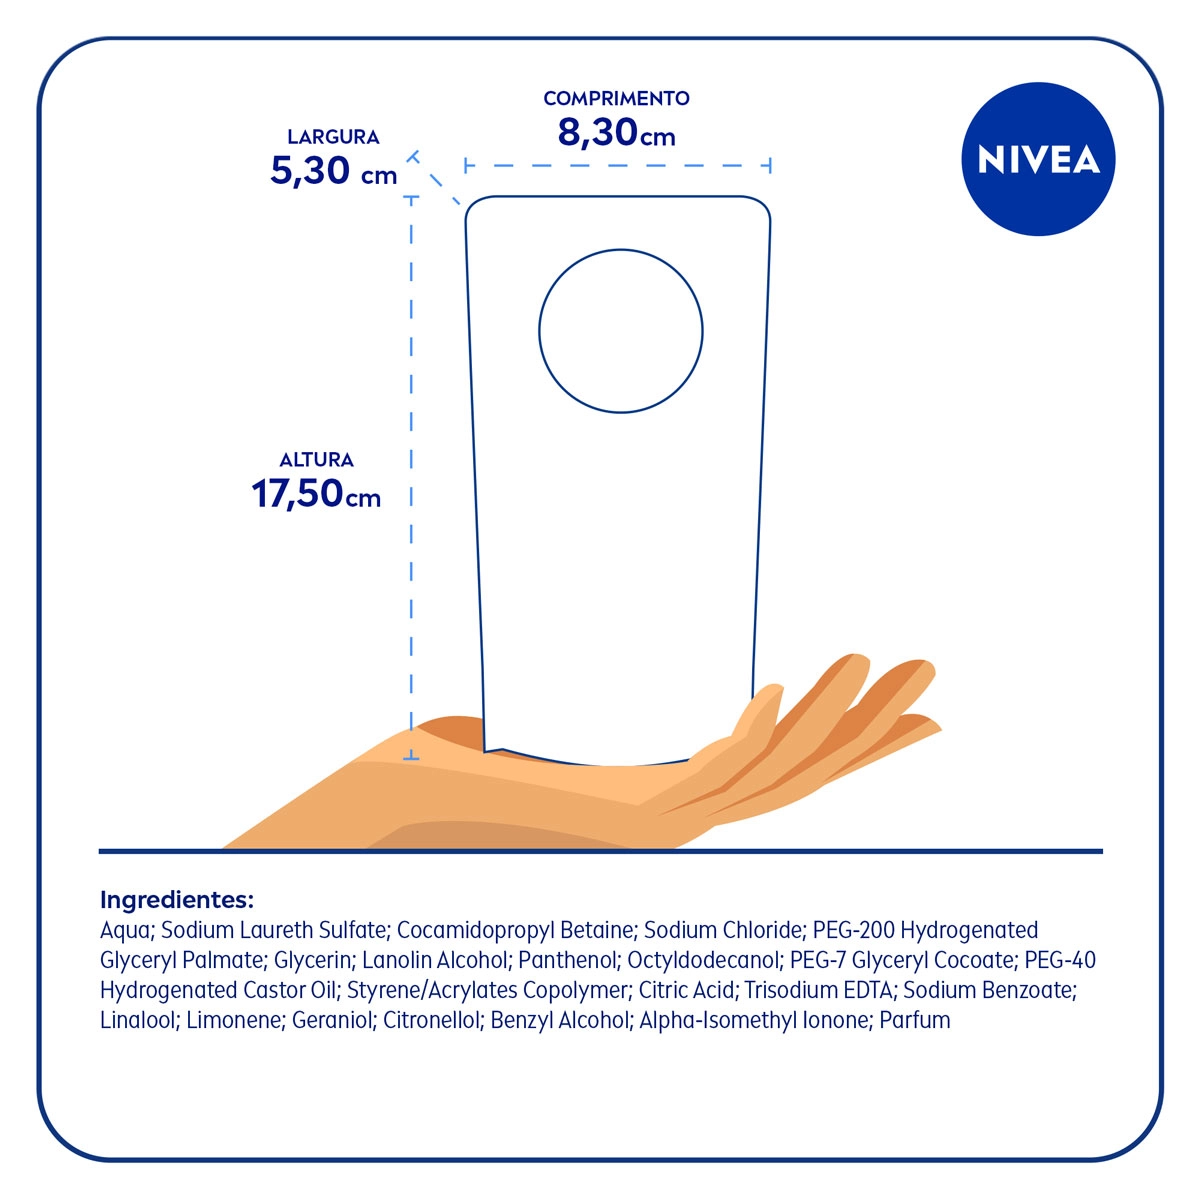 COMPRIMENTO
8,30cm
LARGURA
5,30 cm
NIVEA
ALTURA
17,50cm
Ingredientes:
Aqua; Sodium Laureth Sulfate; Cocamidopropyl Betaine; Sodium Chloride; PEG-200 Hydrogenated
Glyceryl Palmate; Glycerin; Lanolin Alcohol; Panthenol; Octyldodecanol; PEG-7 Glyceryl Cocoate; PEG-40
Hydrogenated Castor Oil; Styrene/Acrylates Copolymer; Citric Acid; Trisodium EDTA; Sodium Benzoate;
Linalool; Limonene; Geraniol; Citronellol; Benzyl Alcohol; Alpha-Isomethyl Ionone; Parfum